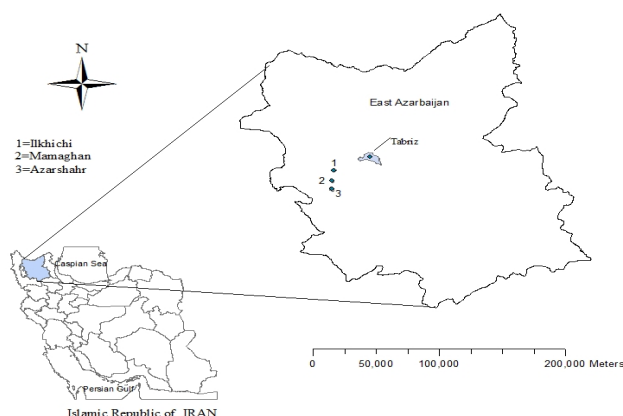 N
East Azarbaijan
Tabriz
1=Ilkhichi
2=Mamaghan
3=Azarshahr
1
2
3
Caspian Sea
Persian Gulf
0 50,000 100,000 200,000 Meters
Islamic Republic of IRAN